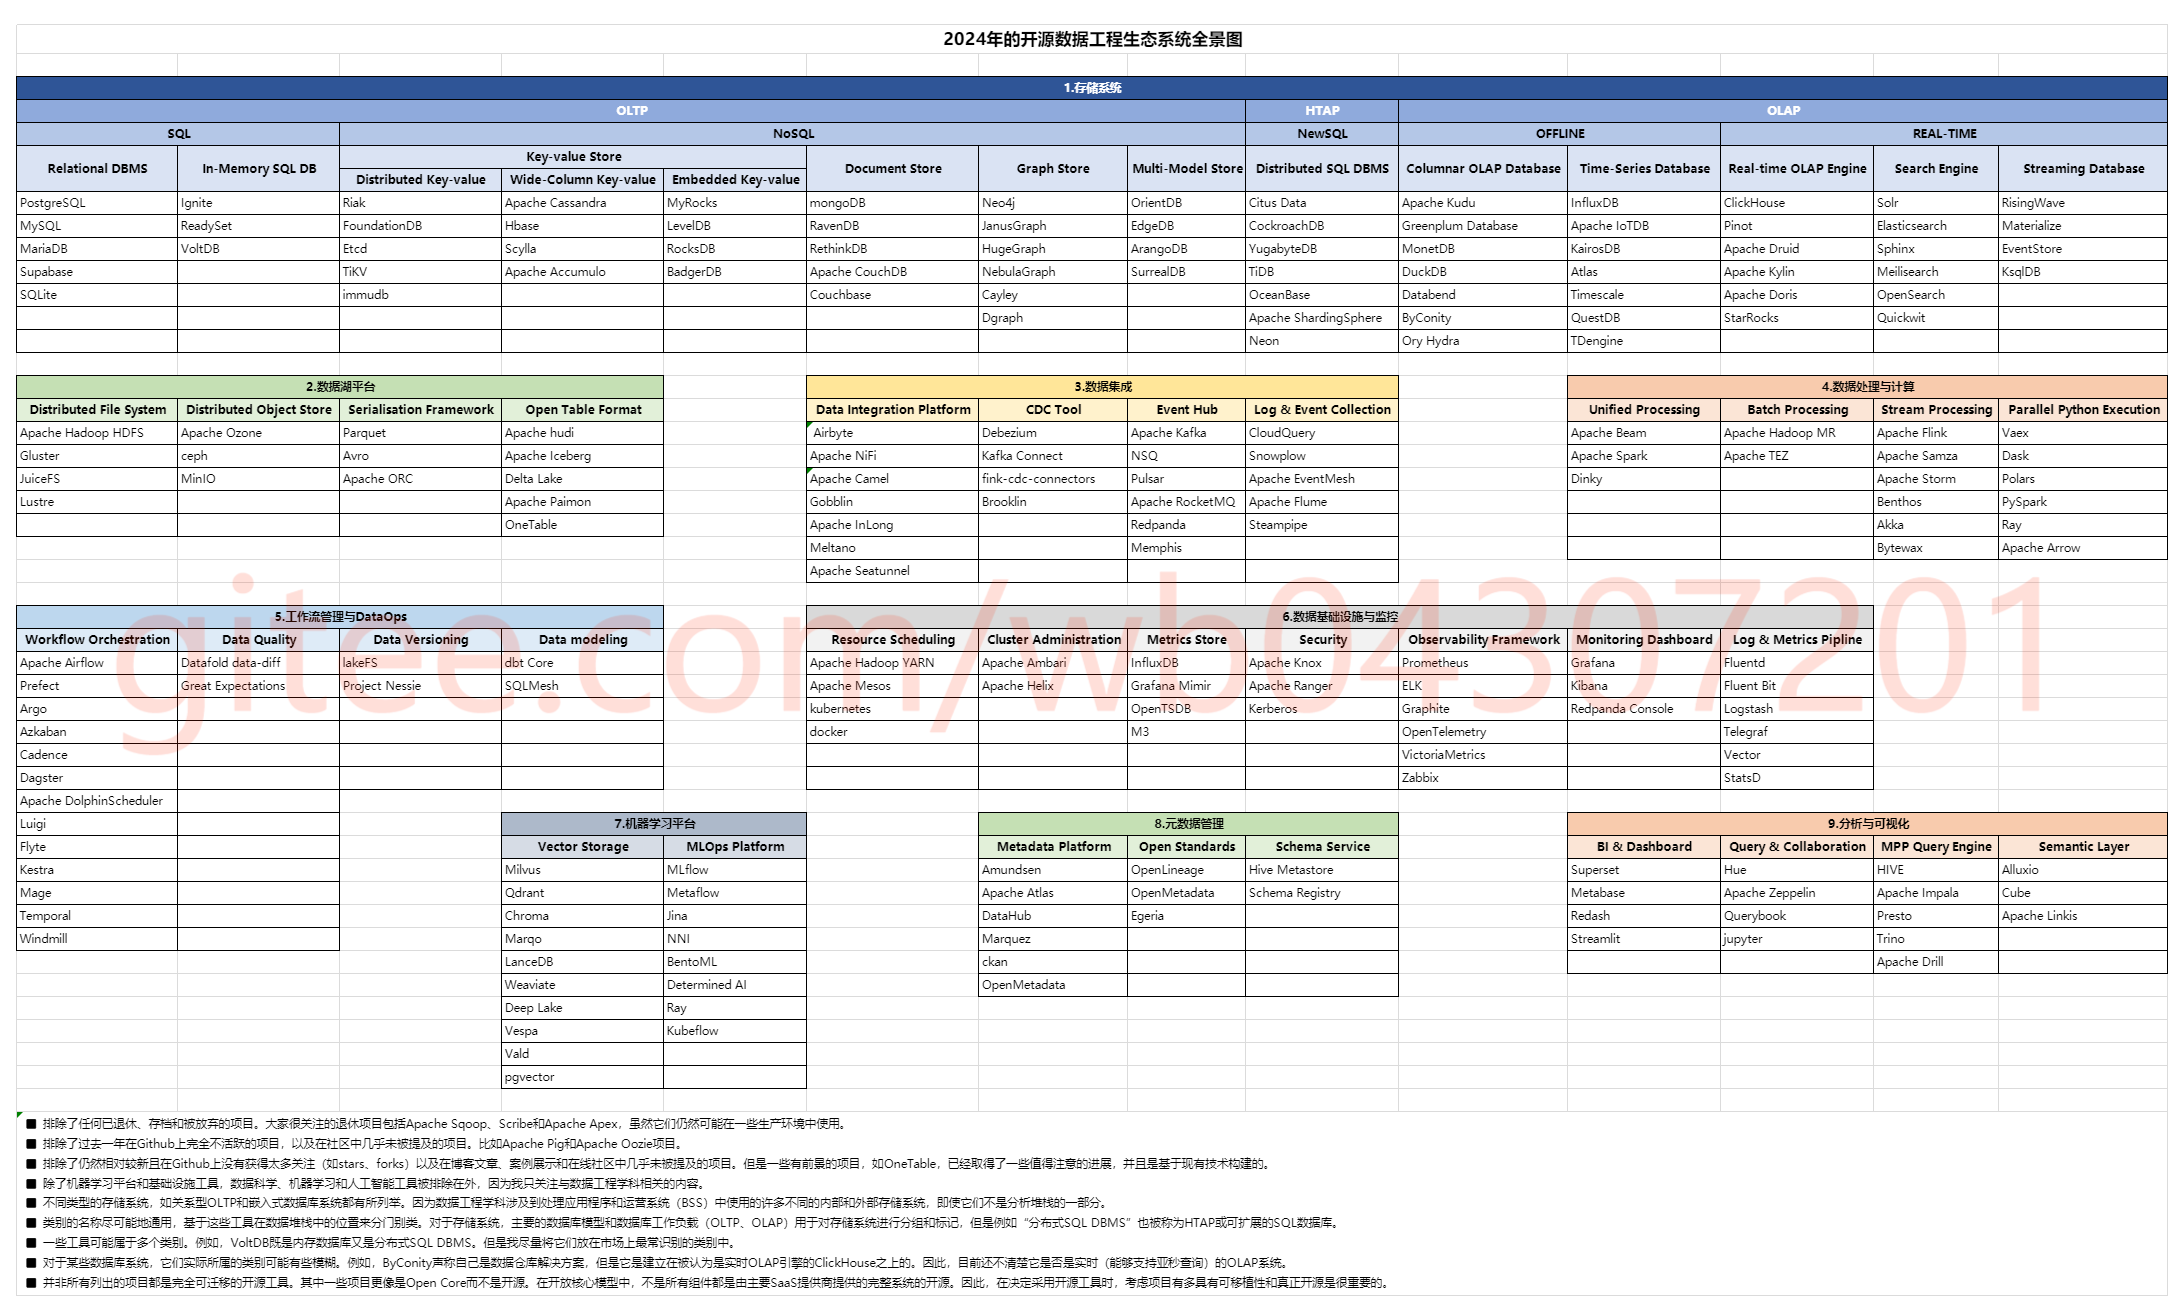 2024年的开源数据工程生态系统全景图
1.存储系统
OLTP HTAP OLAP
SQL NoSQL NewSQL OFFLINE REAL-TIME
Relational DBMS In-Memory SQL DB Key-value Store Document Store Graph Store Multi-Model Store Distributed SQL DBMS Columnar OLAP Database Time-Series Database Real-time OLAP Engine Search Engine Streaming Database
Distributed Key-value Wide-Column Key-value Embedded Key-value
PostgreSQL Ignite Riak Apache Cassandra MyRocks mongoDB Neo4j OrientDB Citus Data Apache Kudu InfluxDB ClickHouse Solr RisingWave
MySQL ReadySet FoundationDB Hbase LevelDB RavenDB JanusGraph EdgeDB CockroachDB Greenplum Database Apache IoTDB Pinot Elasticsearch Materialize
MariaDB VoltDB Etcd Scylla RocksDB RethinkDB HugeGraph ArangoDB YugabyteDB MonetDB KairosDB Apache Druid Sphinx EventStore
Supabase TiKV Apache Accumulo BadgerDB Apache CouchDB NebulaGraph SurrealDB TiDB DuckDB Atlas Apache Kylin Meilisearch KsqlDB
SQLite immudb Couchbase Cayley OceanBase Databend Timescale Apache Doris OpenSearch
Dgraph Apache ShardingSphere ByConity QuestDB StarRocks Quickwit
Neon Ory Hydra TDengine
2.数据湖平台 3.数据集成 4.数据处理与计算
Distributed File System Distributed Object Store Serialisation Framework Open Table Format Data Integration Platform CDC Tool Event Hub Log & Event Collection Unified Processing Batch Processing Stream Processing Parallel Python Execution
Apache Hadoop HDFS Apache Ozone Parquet Apache hudi Airbyte Debezium Apache Kafka CloudQuery Apache Beam Apache Hadoop MR Apache Flink Vaex
Gluster ceph Avro Apache Iceberg Apache NiFi Kafka Connect NSQ Snowplow Apache Spark Apache TEZ Apache Samza Dask
JuiceFS MinIO Apache ORC Delta Lake Apache Camel fink-cdc-connectors Pulsar Apache EventMesh Dinky Apache Storm Polars
Lustre Apache Paimon Gobblin Brooklin Apache RocketMQ Apache Flume Benthos PySpark
OneTable Apache InLong Redpanda Steampipe Akka Ray
Meltano Memphis Bytewax Apache Arrow
Apache Seatunnel
gitee.com/wb04307201
5.工作流管理与DataOps 6.数据基础设施与监控
Workflow Orchestration Data Quality Data Versioning Data modeling Resource Scheduling Cluster Administration Metrics Store Security Observability Framework Monitoring Dashboard Log & Metrics Pipline
Apache Airflow Datafold data-diff lakeFS dbt Core Apache Hadoop YARN Apache Ambari InfluxDB Apache Knox Prometheus Grafana Fluentd
Prefect Great Expectations Project Nessie SQLMesh Apache Mesos Apache Helix Grafana Mimir Apache Ranger ELK Kibana Fluent Bit
Argo kubernetes OpenTSDB Kerberos Graphite Redpanda Console Logstash
Azkaban docker M3 OpenTelemetry Telegraf
Cadence VictoriaMetrics Vector
Dagster Zabbix StatsD
Apache DolphinScheduler
Luigi 7.机器学习平台 8.元数据管理 9.分析与可视化
Flyte Vector Storage MLOps Platform Metadata Platform Open Standards Schema Service BI & Dashboard Query & Collaboration MPP Query Engine Semantic Layer
Kestra Milvus MLflow Amundsen OpenLineage Hive Metastore Superset Hue HIVE Alluxio
Mage Qdrant Metaflow Apache Atlas OpenMetadata Schema Registry Metabase Apache Zeppelin Apache Impala Cube
Temporal Chroma Jina DataHub Egeria Redash Querybook Presto Apache Linkis
Windmill Marqo NNI Marquez Streamlit jupyter Trino
LanceDB BentoML ckan Apache Drill
Weaviate Determined AI OpenMetadata
Deep Lake Ray
Vespa Kubeflow
Vald
pgvector
■ 排除了任何已退休、存档和被放弃的项目。大家很关注的退休项目包括Apache Sqoop、Scribe和Apache Apex，虽然它们仍然可能在一些生产环境中使用。
■ 排除了过去一年在Github上完全不活跃的项目，以及在社区中几乎未被提及的项目。比如Apache Pig和Apache Oozie项目。
■ 排除了仍然相对较新且在Github上没有获得太多关注（如stars、forks）以及在博客文章、案例展示和在线社区中几乎未被提及的项目。但是一些有前景的项目，如OneTable，已经取得了一些值得注意的进展，并且是基于现有技术构建的。
■ 除了机器学习平台和基础设施工具，数据科学、机器学习和人工智能工具被排除在外，因为我只关注与数据工程学科相关的内容。
■ 不同类型的存储系统，如关系型OLTP和嵌入式数据库系统都有所列举。因为数据工程学科涉及到处理应用程序和运营系统（BSS）中使用的许多不同的内部和外部存储系统，即使它们不是分析堆栈的一部分。
■ 类别的名称尽可能地通用，基于这些工具在数据堆栈中的位置来分门别类。对于存储系统，主要的数据库模型和数据库工作负载（OLTP、OLAP）用于对存储系统进行分组和标记，但是例如“分布式SQL DBMS”也被称为HTAP或可扩展的SQL数据库。
■ 一些工具可能属于多个类别。例如，VoltDB既是内存数据库又是分布式SQL DBMS。但是我尽量将它们放在市场上最常识别的类别中。
■ 对于某些数据库系统，它们实际所属的类别可能有些模糊。例如，ByConity声称自己是数据仓库解决方案，但是它是建立在被认为是实时OLAP引擎的ClickHouse之上的。因此，目前还不清楚它是否是实时（能够支持亚秒查询）的OLAP系统。
■ 并非所有列出的项目都是完全可迁移的开源工具。其中一些项目更像是Open Core而不是开源。在开放核心模型中，不是所有组件都是由主要SaaS提供商提供的完整系统的开源。因此，在决定采用开源工具时，考虑项目有多具有可移植性和真正开源是很重要的。